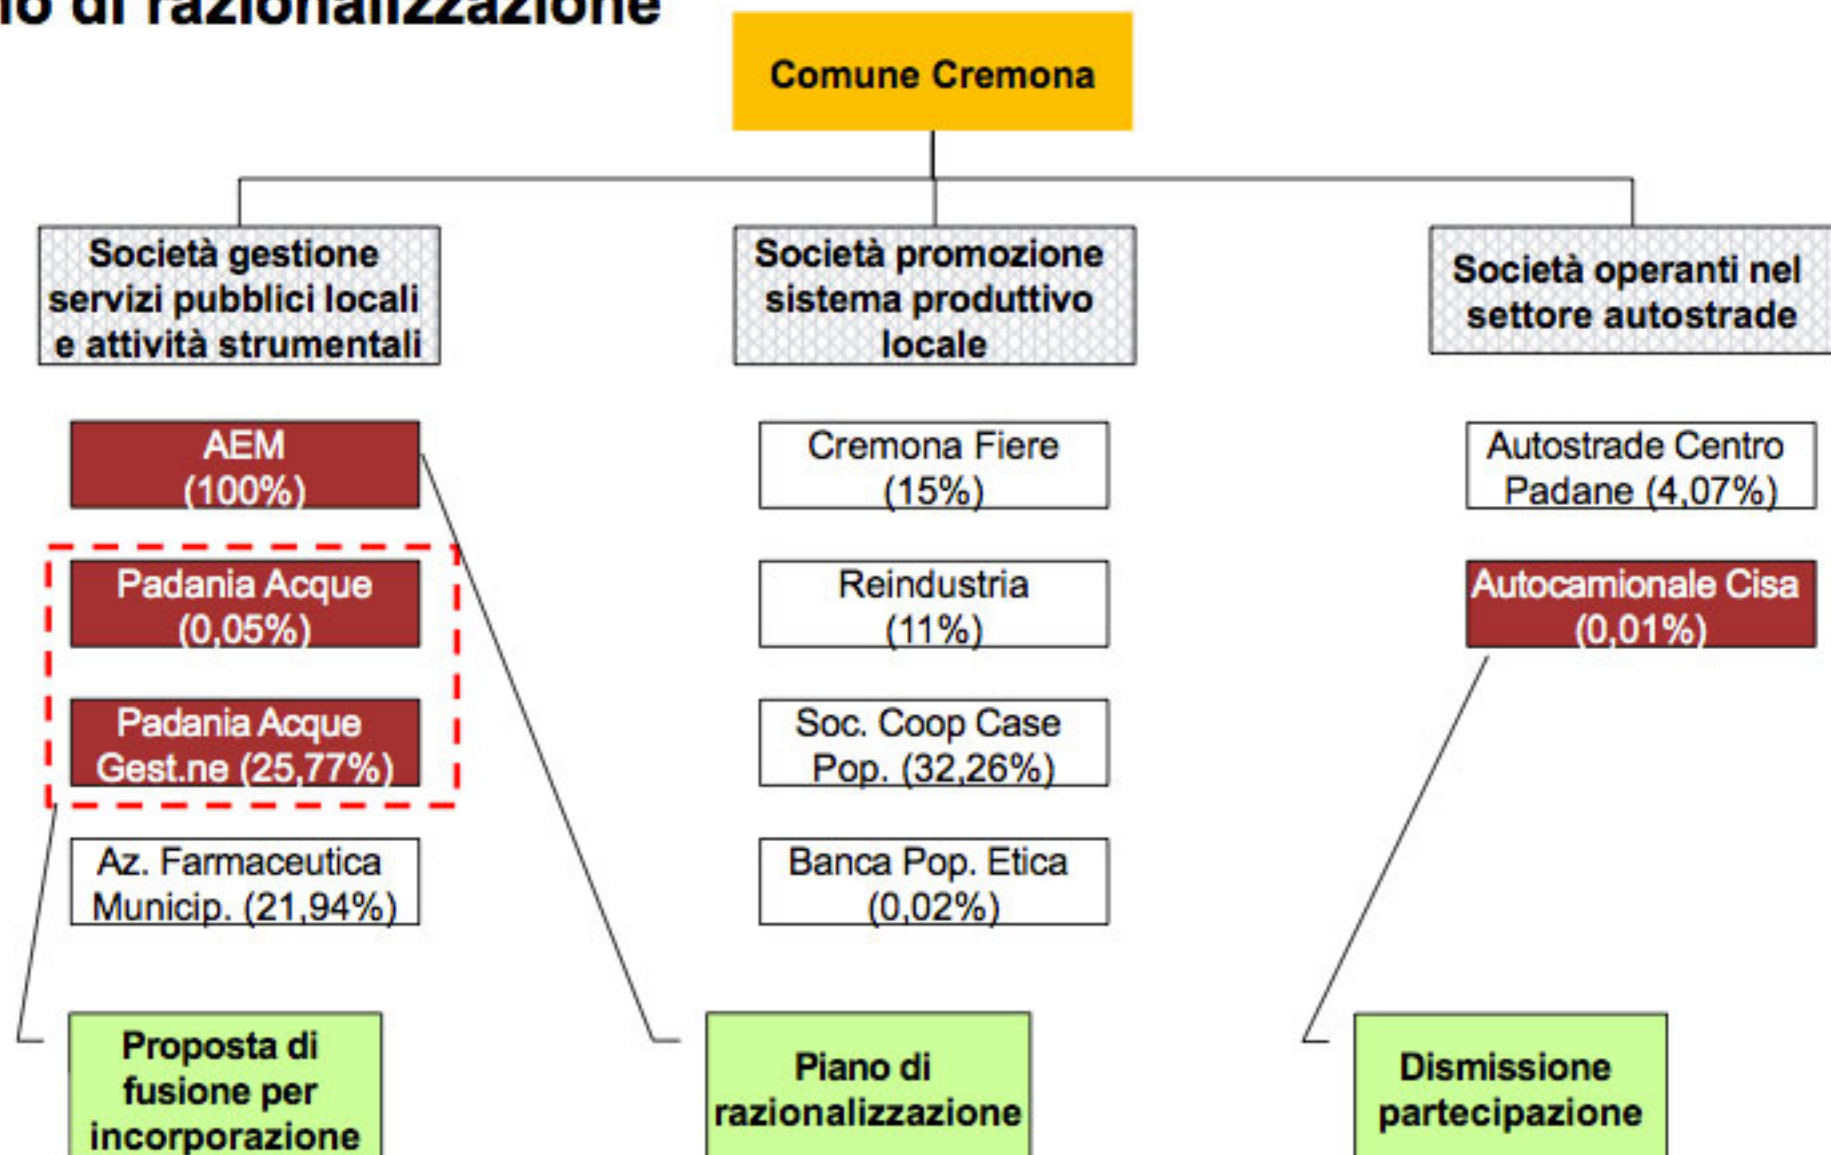 di razionalizzazione
Comune Cremona
Società gestione
servizi pubblici locali
e attività strumentali
Società promozione
sistema produttivo
locale
Società operanti nel
settore autostrade
AEM
(100%)
Cremona Fiere
(15%)
Autostrade Centro
Padane (4,07%)
Padania Acque
(0,05%)
Reindustria
(11%)
Autocamionale Cisa
(0,01%)
Padania Acque
Gest.ne (25,77%)
Soc. Coop Case
Pop. (32,26%)
Az. Farmaceutica
Municip. (21,94%)
Banca Pop. Etica
(0,02%)
Proposta di
fusione per
incorporazione
Piano di
razionalizzazione
Dismissione
partecipazione